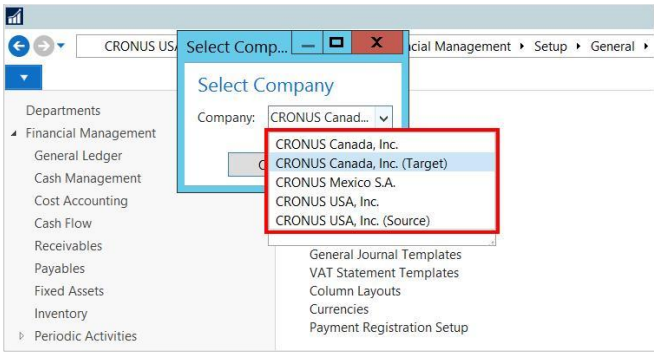 CRONUS USA
cial Management ▸ Setup ▸ General ▸
Select Comp...
Select Company
Company: CRONUS Canad...
CRONUS Canada, Inc.
CRONUS Canada, Inc. (Target)
CRONUS Mexico S.A.
CRONUS USA, Inc.
CRONUS USA, Inc. (Source)
Departments
Financial Management
General Ledger
Cash Management
Cost Accounting
Cash Flow
Receivables
Payables
Fixed Assets
Inventory
Periodic Activities
General Journal Templates
VAT Statement Templates
Column Layouts
Currencies
Payment Registration Setup